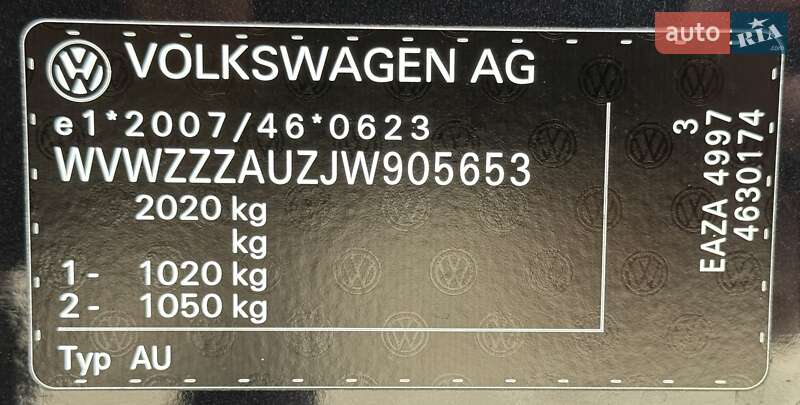 VOLKSWAGEN AG
e1*2007/46*0623
WVWZZZAUZJW905653
2020 kg
kg
1- 1020 kg
2- 1050 kg
Typ AU
3
EAZA 4997
4630174
auto RIA
.com